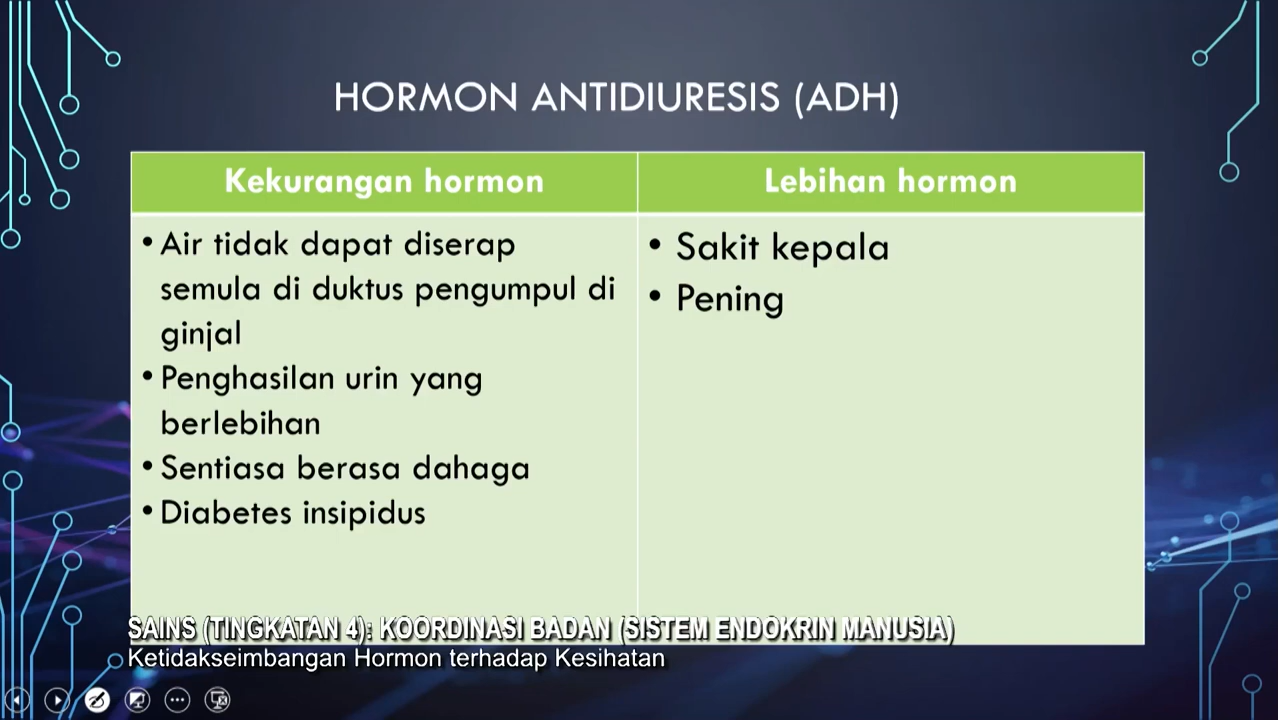 HORMON ANTIDIURESIS (ADH)
Kekurangan hormon
• Air tidak dapat diserap
semula di duktus pengumpul di
ginjal
• Penghasilan urin yang
berlebihan
• Sentiasa berasa dahaga
• Diabetes insipidus
Lebihan hormon
• Sakit kepala
• Pening
SAINS (TINGKATAN 4): KOORDINASI BADAN (SISTEM ENDOKRIN MANUSIA)
Ketidakseimbangan Hormon terhadap Kesihatan